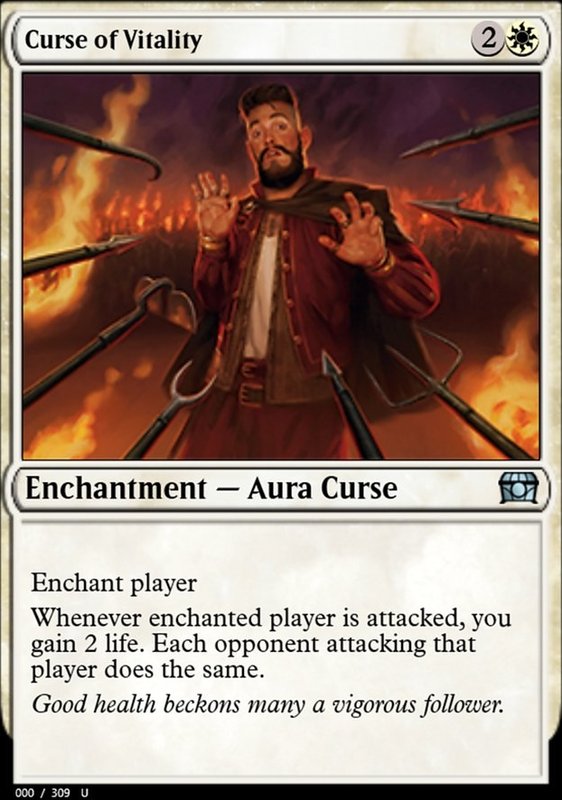 Curse of Vitality 2
Enchantment — Aura Curse
Enchant player
Whenever enchanted player is attacked, you
gain 2 life. Each opponent attacking that
player does the same.
Good health beckons many a vigorous follower.
000 / 309 U